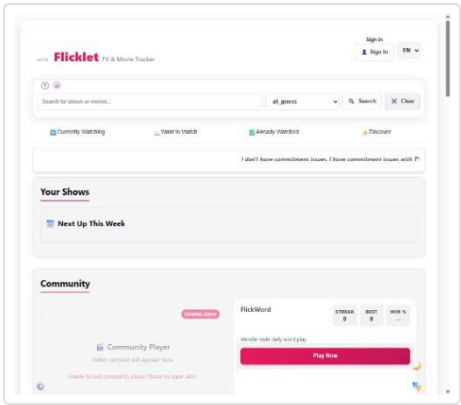 Sign in
Flicklet TV & Movie Tracker
Sign In
EN
Search for shows or movies...
all_genres
Search
Clear
Currently Watching
Want to Watch
Already Watched
Discover
I don't have commitment issues. I have commitment issues with T
Your Shows
Next Up This Week
Community
COMING SOON
Community Player
Video content will appear here
Unable to load community player. Please try again later.
FlickWord
STREAK
0
BEST
0
WIN %
—
Wordle-style daily word play
Play Now